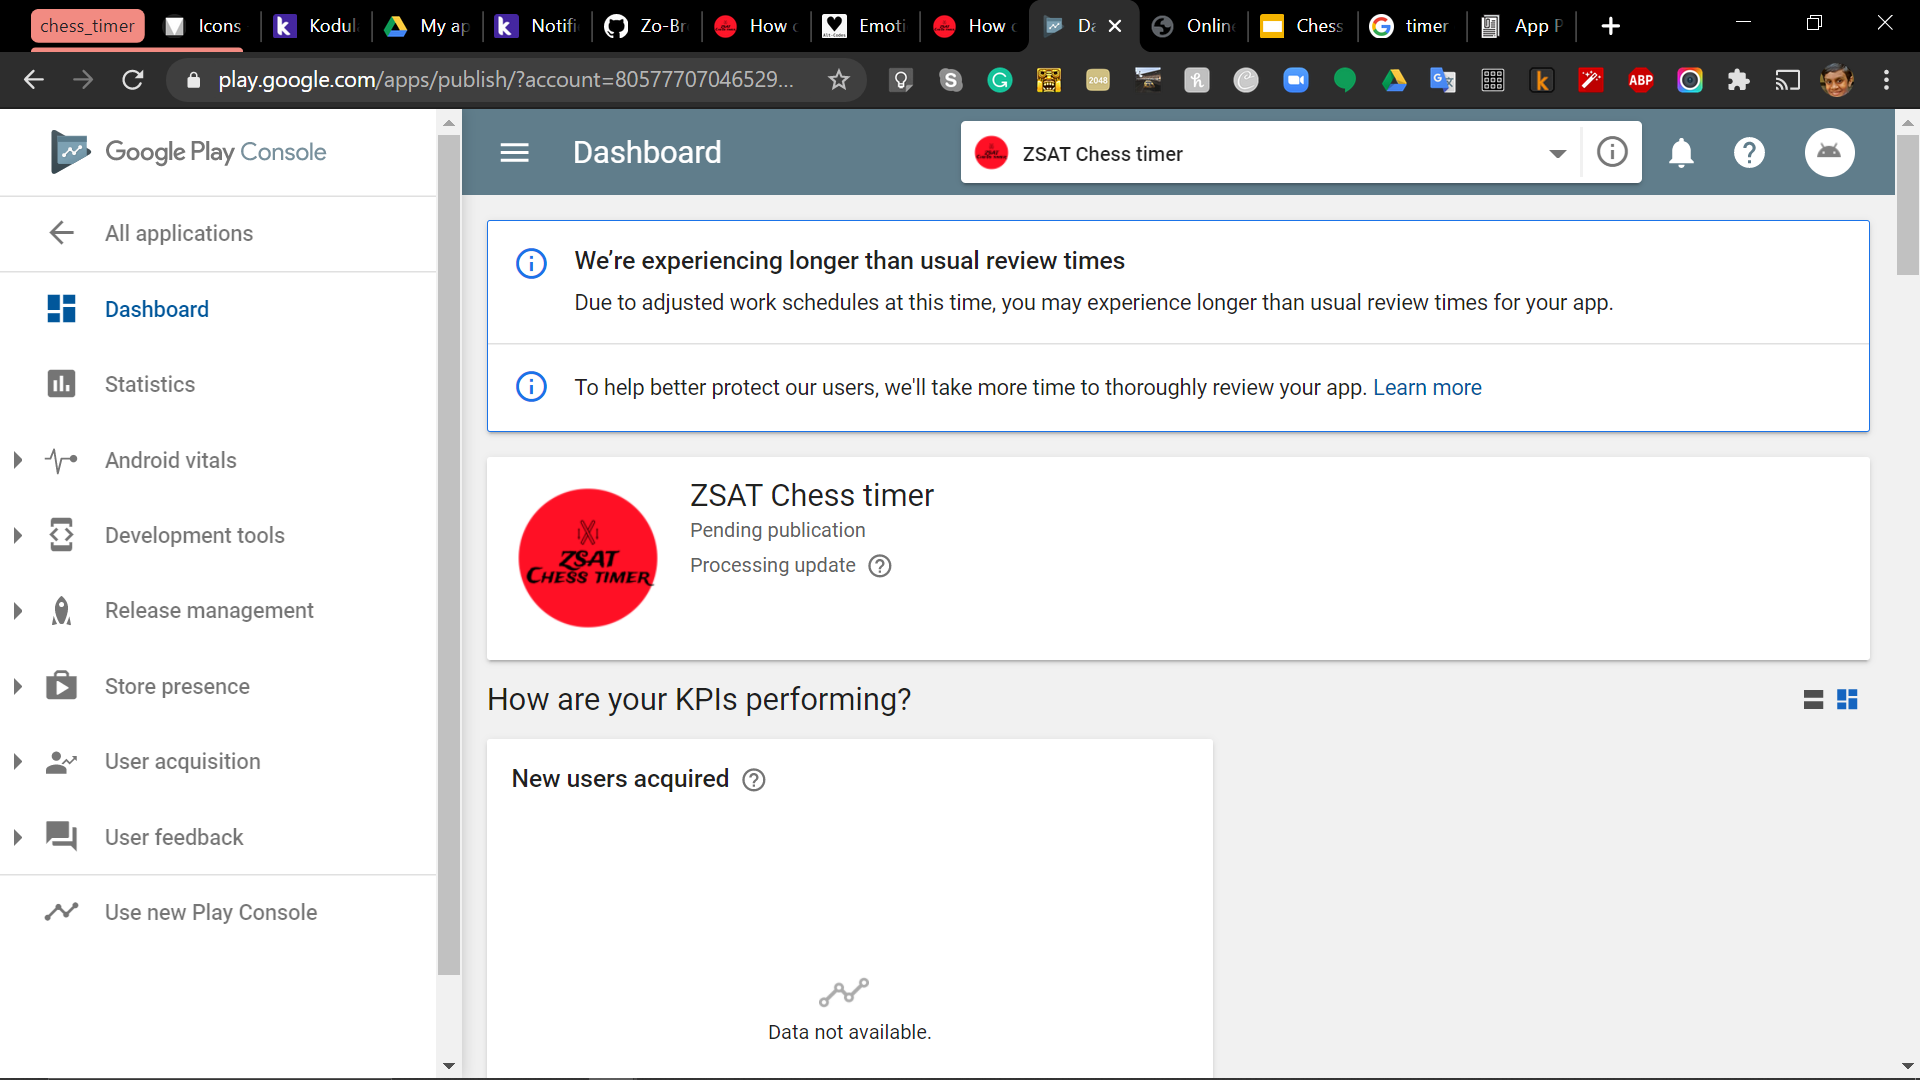 chess_timer
Icons
Kodul
My ap
Notifi
Zo-Br
How c
Emoti
How c
Da
Online
Chess
timer
App P
play.google.com/apps/publish/?account=80577707046529...
2048
ABP
Google Play Console
Dashboard
ZSAT Chess timer
All applications
Dashboard
Statistics
Android vitals
Development tools
Release management
Store presence
User acquisition
User feedback
Use new Play Console
We’re experiencing longer than usual review times
Due to adjusted work schedules at this time, you may experience longer than usual review times for your app.
To help better protect our users, we'll take more time to thoroughly review your app. Learn more
ZSAT
CHESS TIMER
ZSAT Chess timer
Pending publication
Processing update
How are your KPIs performing?
New users acquired
Data not available.